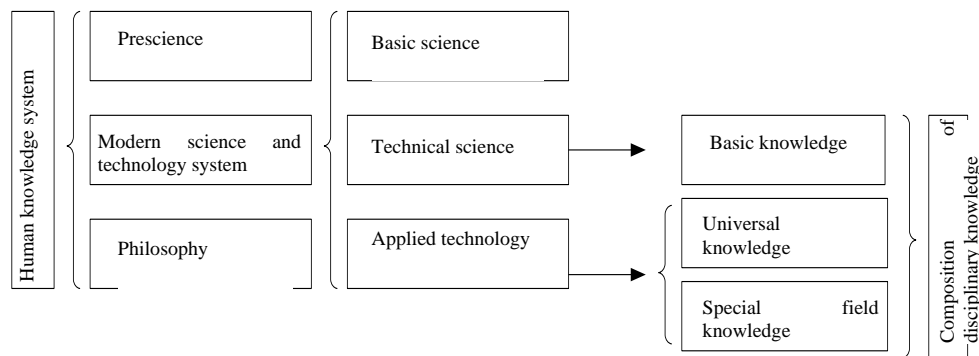 Human knowledge system
Prescience
Modern science and
technology system
Philosophy
Basic science
Technical science
Applied technology
Basic knowledge
Universal
knowledge
Special field
knowledge
Composition of
disciplinary knowledge